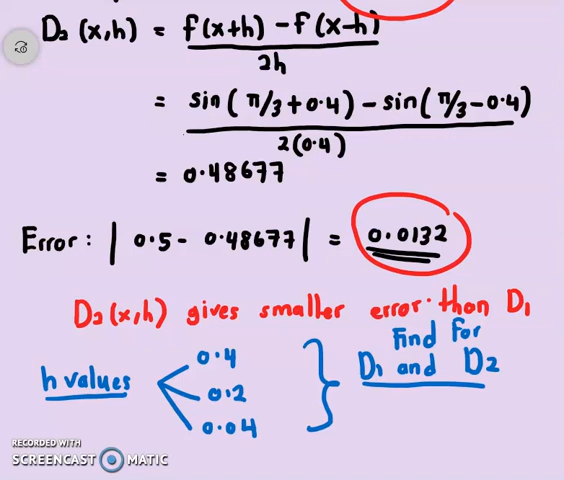 D₂(x,h) = f(x+h) - f(x-h)
2h
= sin(π/3+0.4) - sin(π/3-0.4)
2(0.4)
= 0.48677
Error: | 0.5 - 0.48677 | = 0.0132
D₂(x,h) gives smaller error than D₁
h values
0.4
0.2
0.04
Find for
D₁ and D2
RECORDED WITH
SCREENCAST MATIC